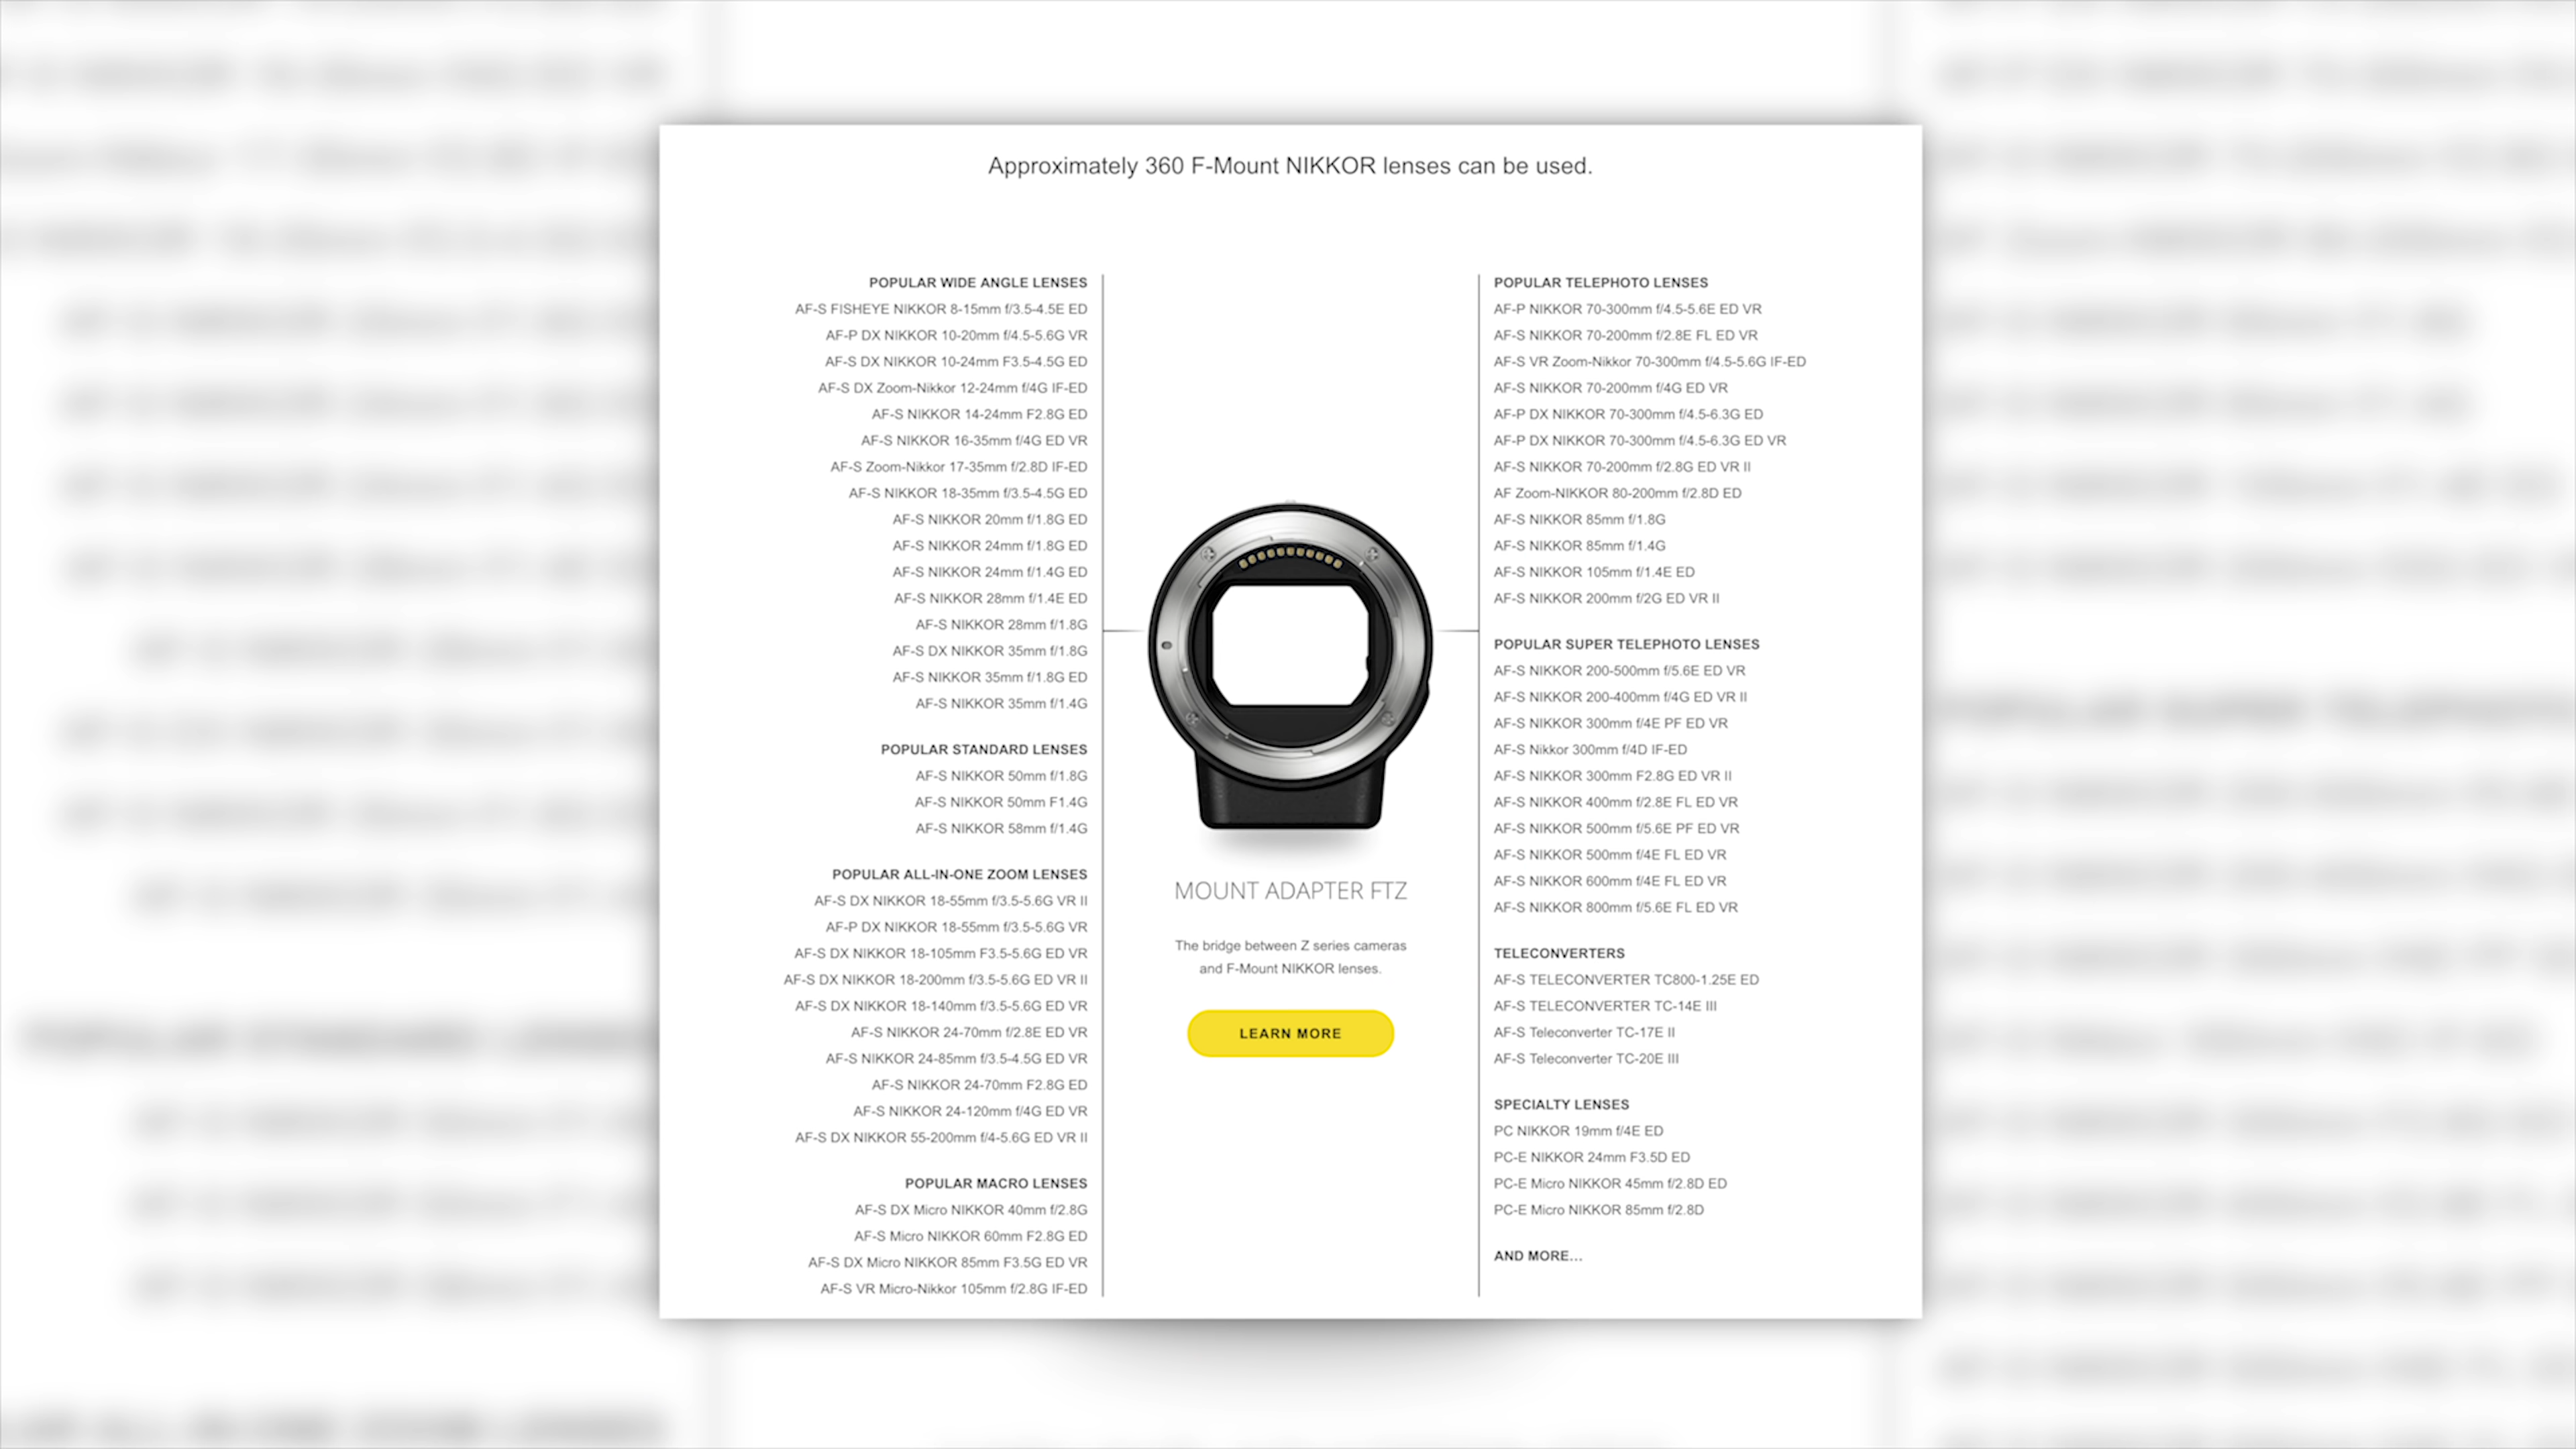 Approximately 360 F-Mount NIKKOR lenses can be used.
POPULAR WIDE ANGLE LENSES
AF-S FISHEYE NIKKOR 8-15mm f/3.5-4.5E ED
AF-P DX NIKKOR 10-20mm f/4.5-5.6G VR
AF-S DX NIKKOR 10-24mm F3.5-4.5G ED
AF-S DX Zoom-Nikkor 12-24mm f/4G IF-ED
AF-S NIKKOR 14-24mm F2.8G ED
AF-S NIKKOR 16-35mm f/4G ED VR
AF-S Zoom-Nikkor 17-35mm f/2.8D IF-ED
AF-S NIKKOR 18-35mm f/3.5-4.5G ED
AF-S NIKKOR 20mm f/1.8G ED
AF-S NIKKOR 24mm f/1.8G ED
AF-S NIKKOR 24mm f/1.4G ED
AF-S NIKKOR 28mm f/1.4E ED
AF-S NIKKOR 28mm f/1.8G
AF-S DX NIKKOR 35mm f/1.8G
AF-S NIKKOR 35mm f/1.8G ED
AF-S NIKKOR 35mm f/1.4G
POPULAR STANDARD LENSES
AF-S NIKKOR 50mm f/1.8G
AF-S NIKKOR 50mm F1.4G
AF-S NIKKOR 58mm f/1.4G
POPULAR ALL-IN-ONE ZOOM LENSES
AF-S DX NIKKOR 18-55mm f/3.5-5.6G VR II
AF-P DX NIKKOR 18-55mm f/3.5-5.6G VR
AF-S DX NIKKOR 18-105mm F3.5-5.6G ED VR
AF-S DX NIKKOR 18-200mm f/3.5-5.6G ED VR II
AF-S DX NIKKOR 18-140mm f/3.5-5.6G ED VR
AF-S NIKKOR 24-70mm f/2.8E ED VR
AF-S NIKKOR 24-85mm f/3.5-4.5G ED VR
AF-S NIKKOR 24-70mm F2.8G ED
AF-S NIKKOR 24-120mm f/4G ED VR
AF-S DX NIKKOR 55-200mm f/4-5.6G ED VR II
POPULAR MACRO LENSES
AF-S DX Micro NIKKOR 40mm f/2.8G
AF-S Micro NIKKOR 60mm F2.8G ED
AF-S DX Micro NIKKOR 85mm F3.5G ED VR
AF-S VR Micro-Nikkor 105mm f/2.8G IF-ED
MOUNT ADAPTER FTZ
The bridge between Z series cameras
and F-Mount NIKKOR lenses.
LEARN MORE
POPULAR TELEPHOTO LENSES
AF-P NIKKOR 70-300mm f/4.5-5.6E ED VR
AF-S NIKKOR 70-200mm f/2.8E FL ED VR
AF-S VR Zoom-Nikkor 70-300mm f/4.5-5.6G IF-ED
AF-S NIKKOR 70-200mm f/4G ED VR
AF-P DX NIKKOR 70-300mm f/4.5-6.3G ED
AF-P DX NIKKOR 70-300mm f/4.5-6.3G ED VR
AF-S NIKKOR 70-200mm f/2.8G ED VR II
AF Zoom-NIKKOR 80-200mm f/2.8D ED
AF-S NIKKOR 85mm f/1.8G
AF-S NIKKOR 85mm f/1.4G
AF-S NIKKOR 105mm f/1.4E ED
AF-S NIKKOR 200mm f/2G ED VR II
POPULAR SUPER TELEPHOTO LENSES
AF-S NIKKOR 200-500mm f/5.6E ED VR
AF-S NIKKOR 200-400mm f/4G ED VR II
AF-S NIKKOR 300mm f/4E PF ED VR
AF-S Nikkor 300mm f/4D IF-ED
AF-S NIKKOR 300mm F2.8G ED VR II
AF-S NIKKOR 400mm f/2.8E FL ED VR
AF-S NIKKOR 500mm f/5.6E PF ED VR
AF-S NIKKOR 500mm f/4E FL ED VR
AF-S NIKKOR 600mm f/4E FL ED VR
AF-S NIKKOR 800mm f/5.6E FL ED VR
TELECONVERTERS
AF-S TELECONVERTER TC800-1.25E ED
AF-S TELECONVERTER TC-14E III
AF-S Teleconverter TC-17E II
AF-S Teleconverter TC-20E III
SPECIALTY LENSES
PC NIKKOR 19mm f/4E ED
PC-E NIKKOR 24mm F3.5D ED
PC-E Micro NIKKOR 45mm f/2.8D ED
PC-E Micro NIKKOR 85mm f/2.8D
AND MORE...